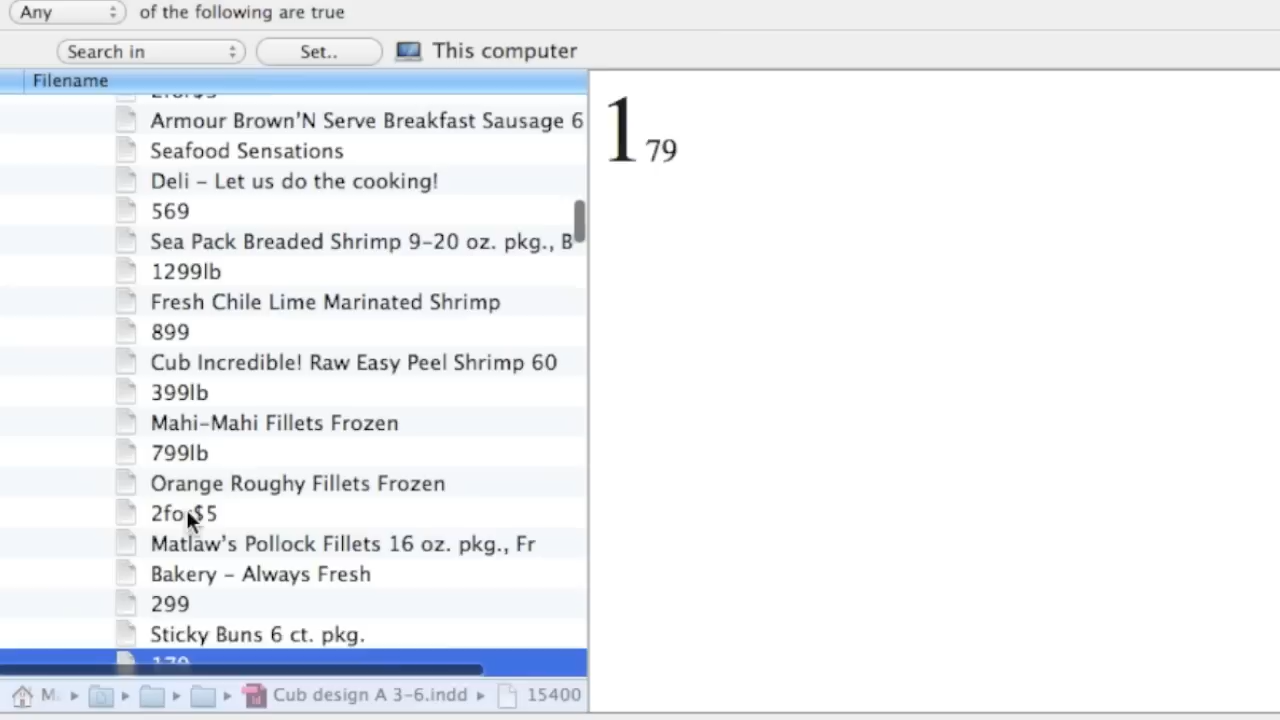 Any of the following are true
Search in Set.. This computer
Filename
Armour Brown'N Serve Breakfast Sausage 6
Seafood Sensations
Deli – Let us do the cooking!
569
Sea Pack Breaded Shrimp 9–20 oz. pkg., B
1299lb
Fresh Chile Lime Marinated Shrimp
899
Cub Incredible! Raw Easy Peel Shrimp 60
399lb
Mahi–Mahi Fillets Frozen
799lb
Orange Roughy Fillets Frozen
2for$5
Matlaw's Pollock Fillets 16 oz. pkg., Fr
Bakery – Always Fresh
299
Sticky Buns 6 ct. pkg.
179
Cub design A 3–6.indd 15400
1 79